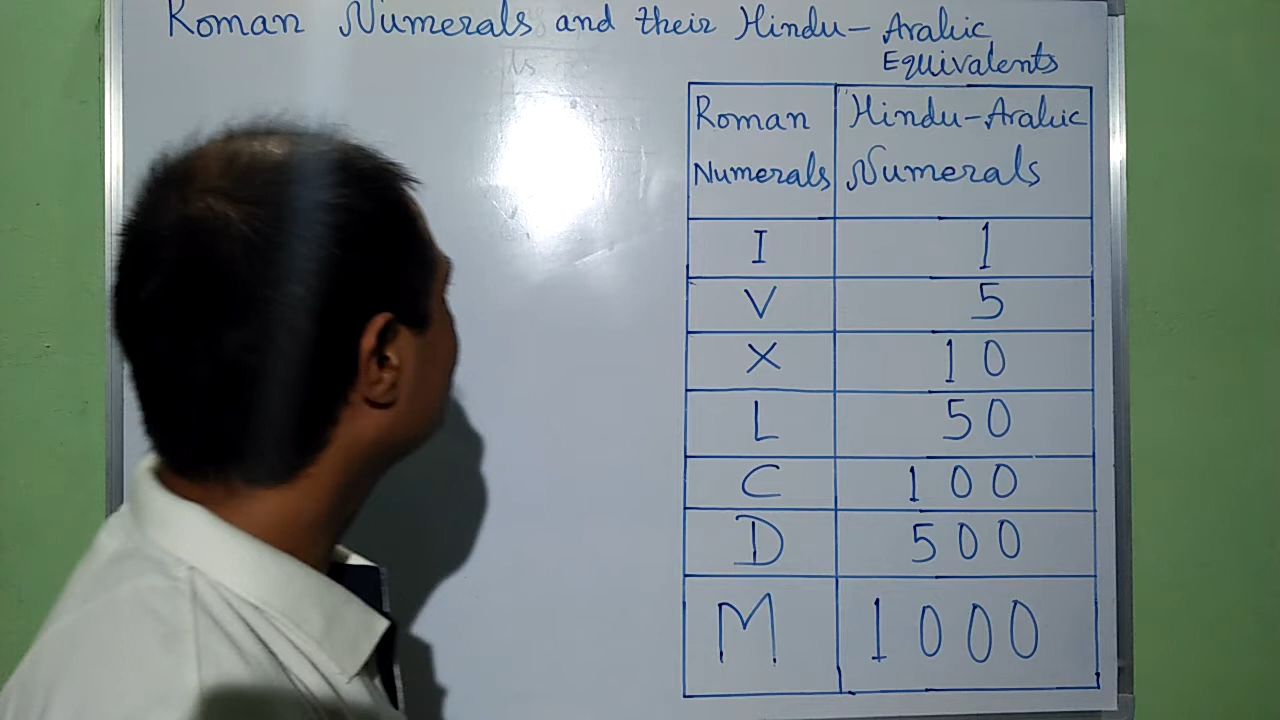 Roman Numerals and their Hindu-Arabic
Equivalents
Roman Numerals Hindu-Arabic Numerals
I 1
V 5
X 10
L 50
C 100
D 500
M 1000